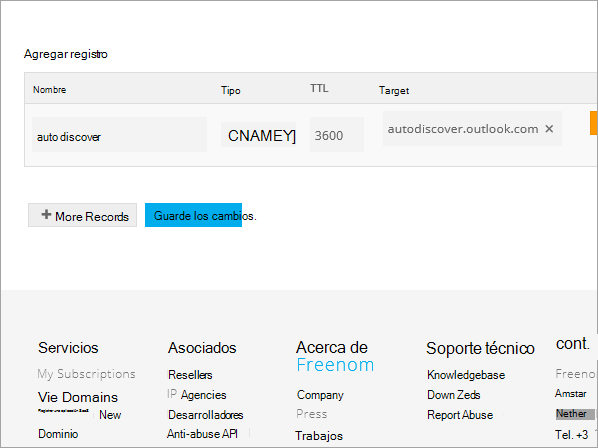 Agregar registro
Nombre Tipo TTL Target
auto discover CNAMEY] 3600 autodiscover.outlook.com ×
+ More Records Guarde los cambios.
Servicios Asociados Acerca de Freenom Soporte técnico cont.
My Subscriptions Resellers Company Knowledgebase Freenom
Vie Domains IP Agencies Press Down Zeds Amstar
New Desarrolladores Trabajos Report Abuse Nether
Dominio Anti-abuse API Tel. +3